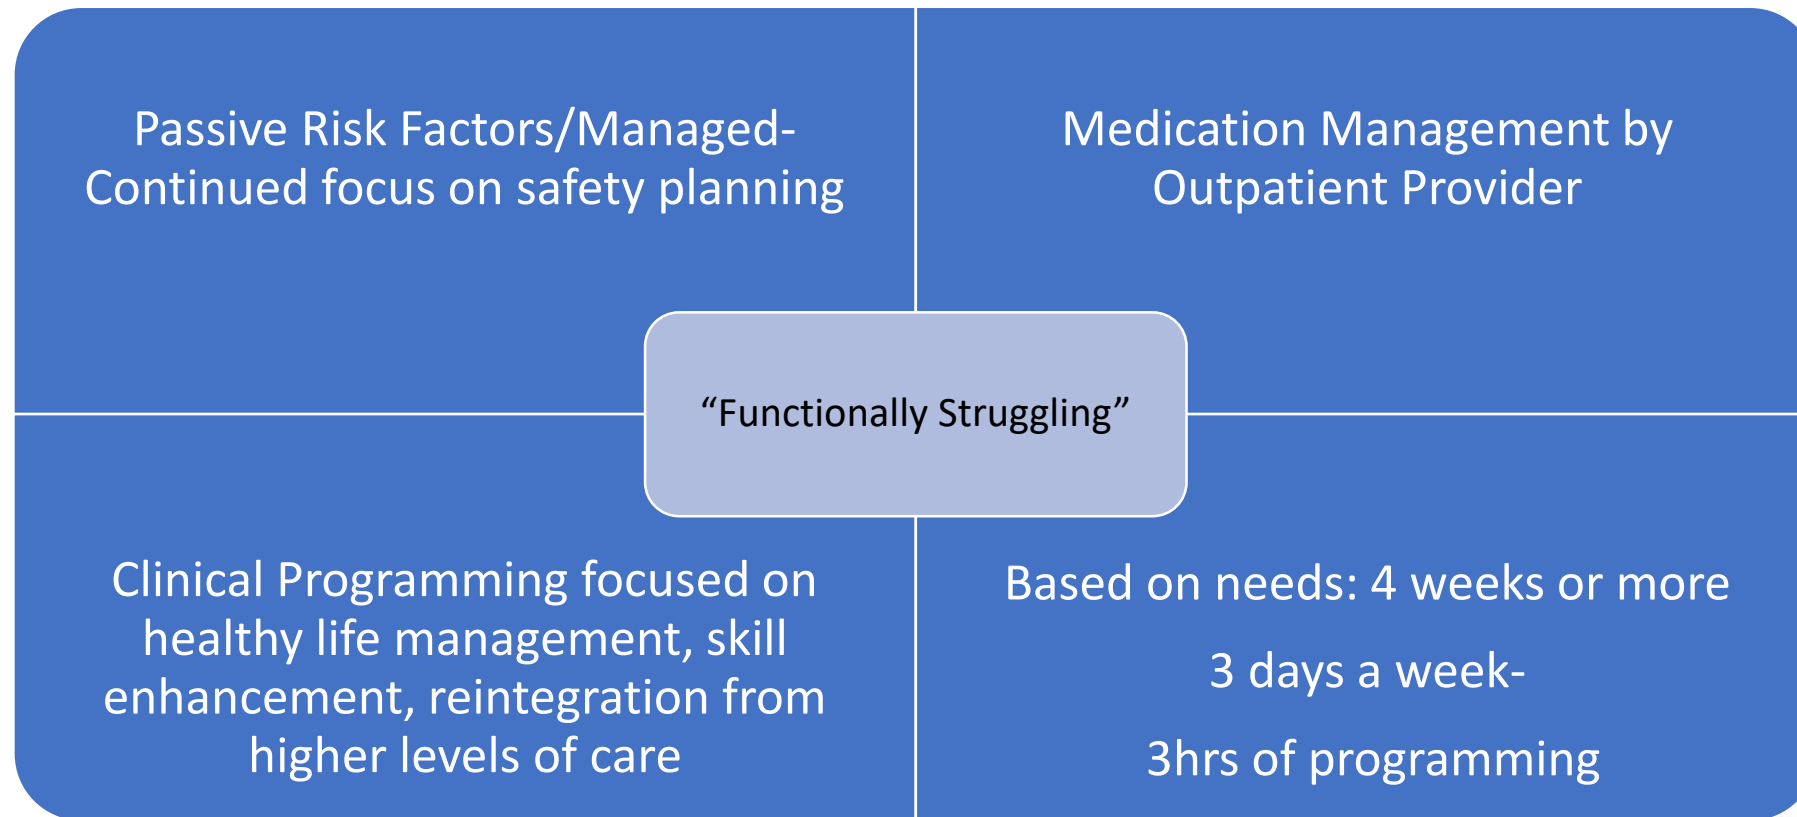 Passive Risk Factors/Managed-
Continued focus on safety planning
Medication Management by
Outpatient Provider
“Functionally Struggling”
Clinical Programming focused on
healthy life management, skill
enhancement, reintegration from
higher levels of care
Based on needs: 4 weeks or more
3 days a week-
3hrs of programming